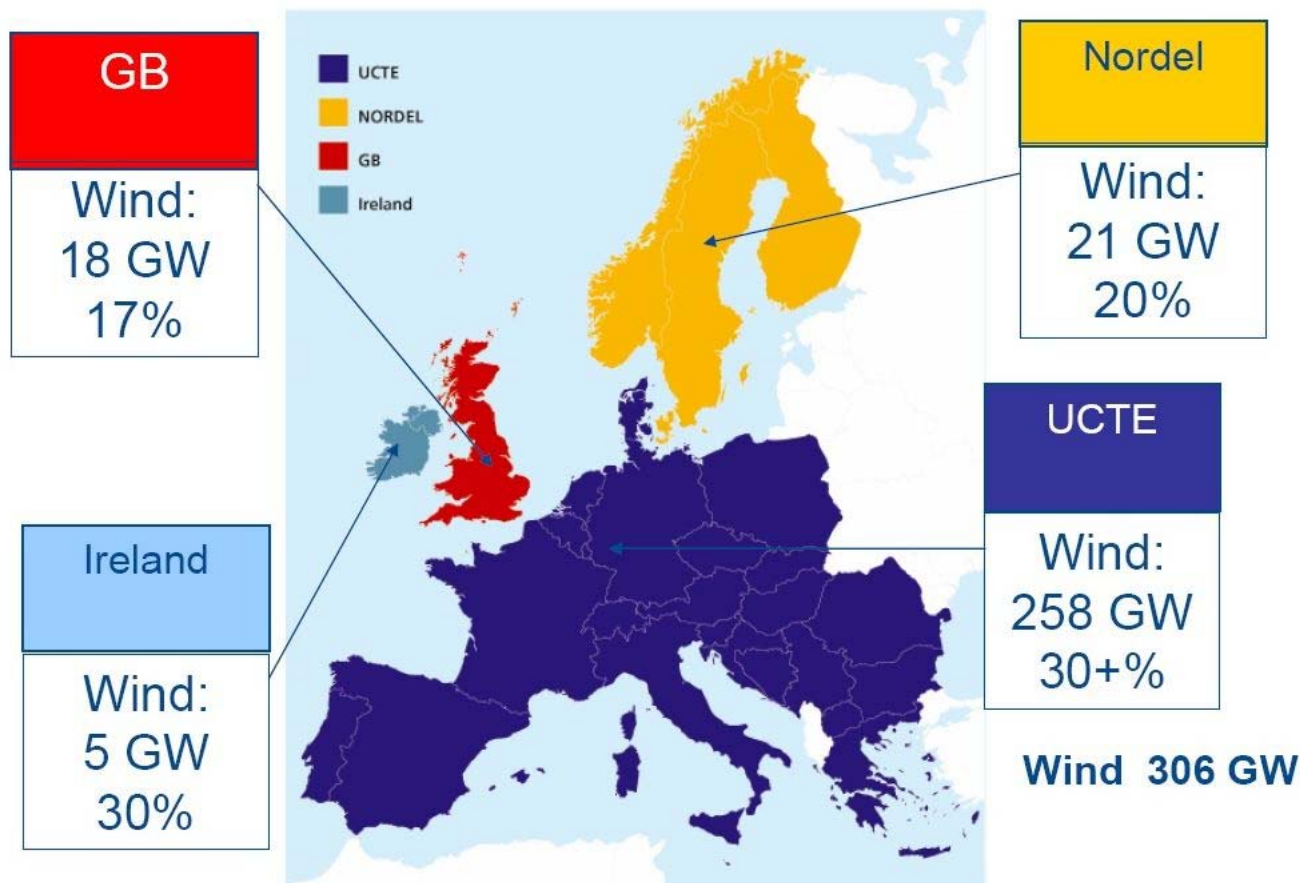 GB
Wind:
18 GW
17%
UCTE
NORDEL
GB
Ireland
Nordel
Wind:
21 GW
20%
Ireland
Wind:
5 GW
30%
UCTE
Wind:
258 GW
30+%
Wind 306 GW